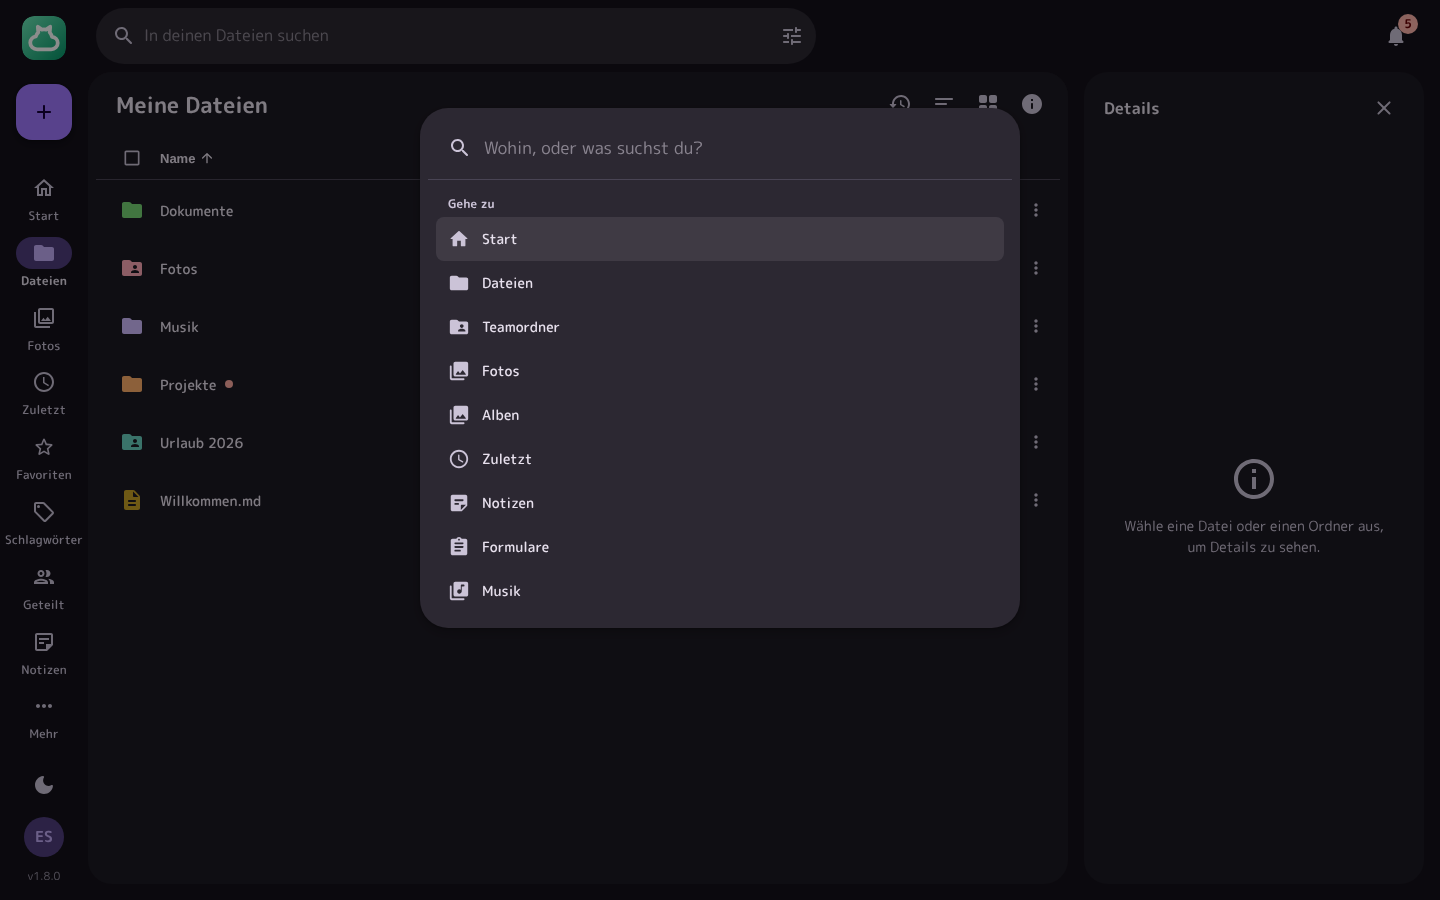 In deinen Dateien suchen
5
Meine Dateien
Details
Wohin, oder was suchst du?
Name
Gehe zu
Start
Dateien
Teamordner
Fotos
Alben
Zuletzt
Notizen
Formulare
Musik
Dokumente
Fotos
Musik
Projekte
Urlaub 2026
Willkommen.md
Start
Dateien
Fotos
Zuletzt
Favoriten
Schlagwörter
Geteilt
Notizen
Mehr
ES
v1.8.0
Wähle eine Datei oder einen Ordner aus,
um Details zu sehen.